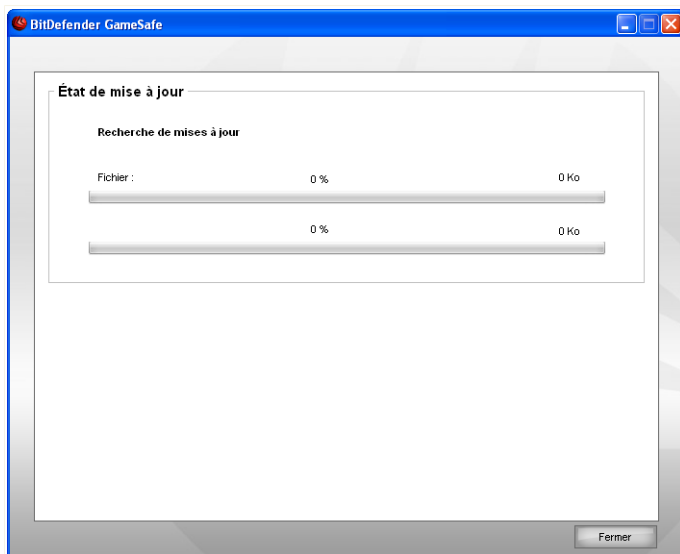 BitDefender GameSafe
État de mise à jour
Recherche de mises à jour
Fichier : 0 % 0 Ko
0 % 0 Ko
Fermer